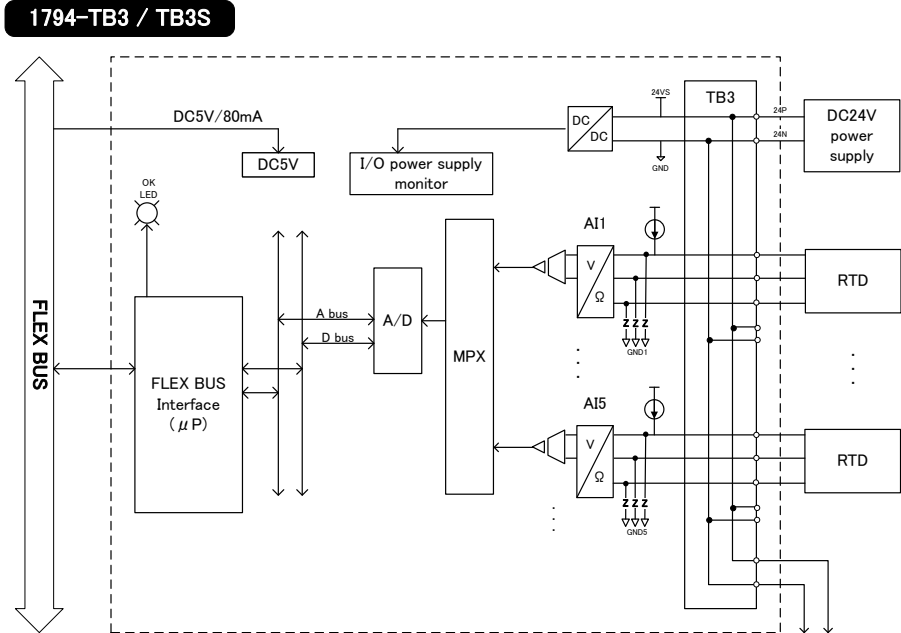 1794-TB3 / TB3S
DC5V/80mA
DC5V
OK
LED
I/O power supply
monitor
DC
DC
24VS
GND
TB3
24P
24N
DC24V
power
supply
AI1
V
Ω
Z Z Z
GND1
RTD
FLEX BUS
FLEX BUS
Interface
(μP)
A bus
D bus
A/D
MPX
AI5
V
Ω
Z Z Z
GND5
RTD